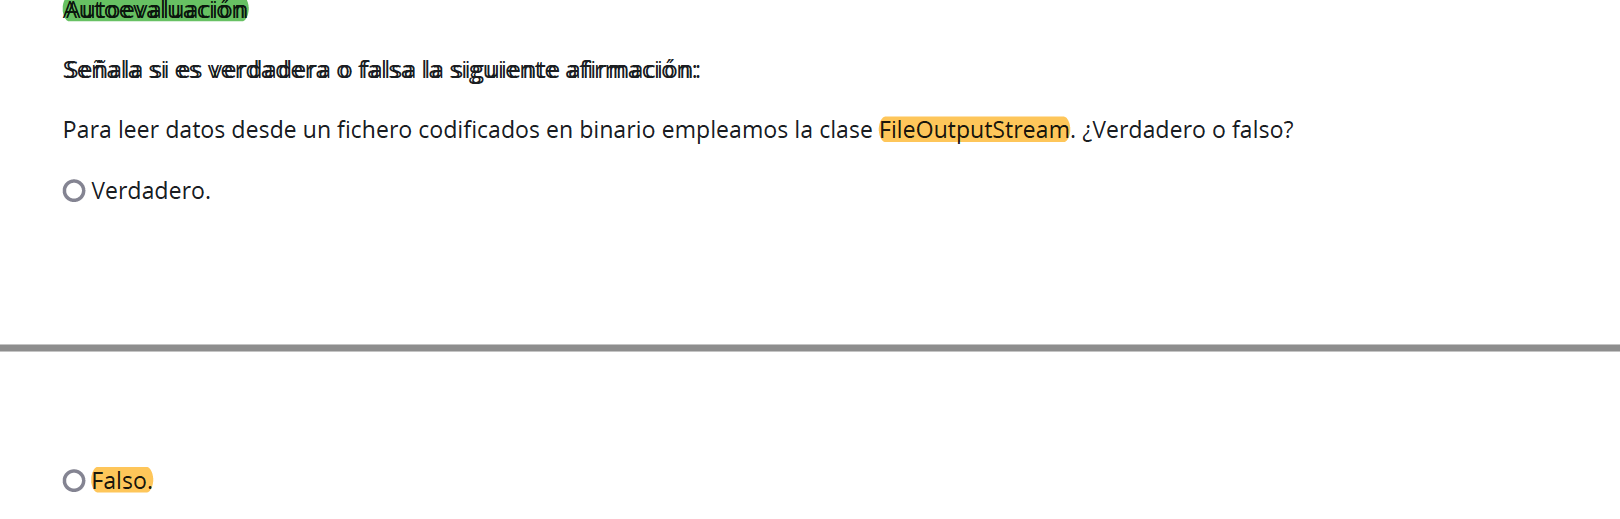 Autoevaluación
Señala si es verdadera o falsa la siguiente afirmación:
Para leer datos desde un fichero codificados en binario empleamos la clase FileOutputStream. ¿Verdadero o falso?
Verdadero.
Falso.